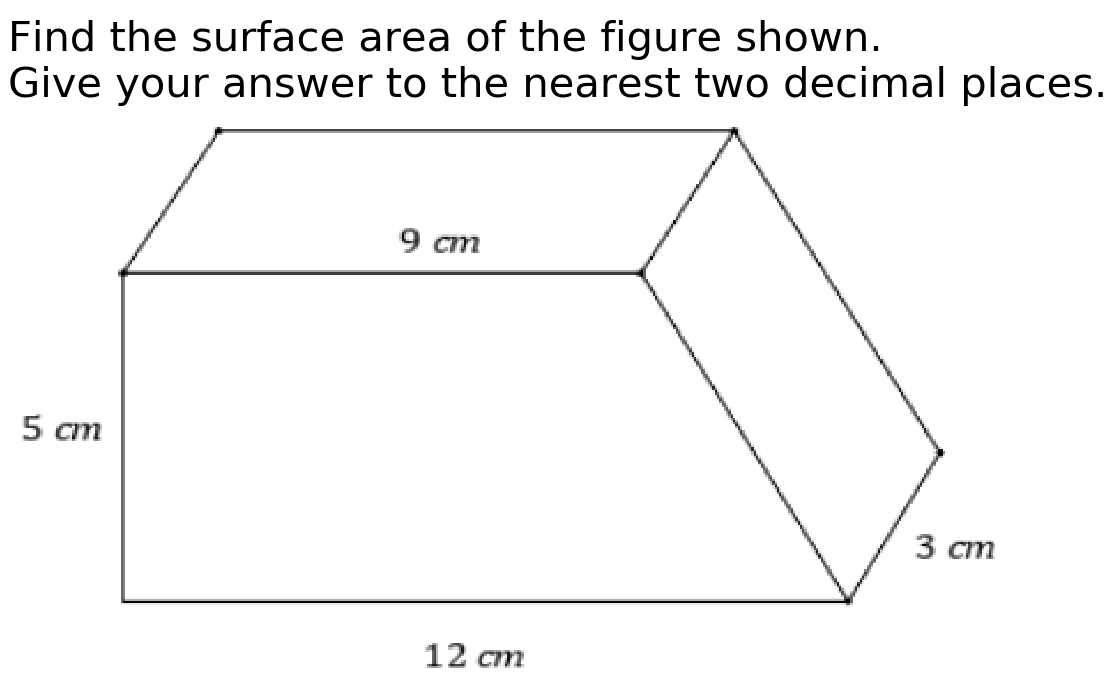 Find the surface area of the figure shown.
Give your answer to the nearest two decimal places.
9 cm
5 cm
3 cm
12 cm